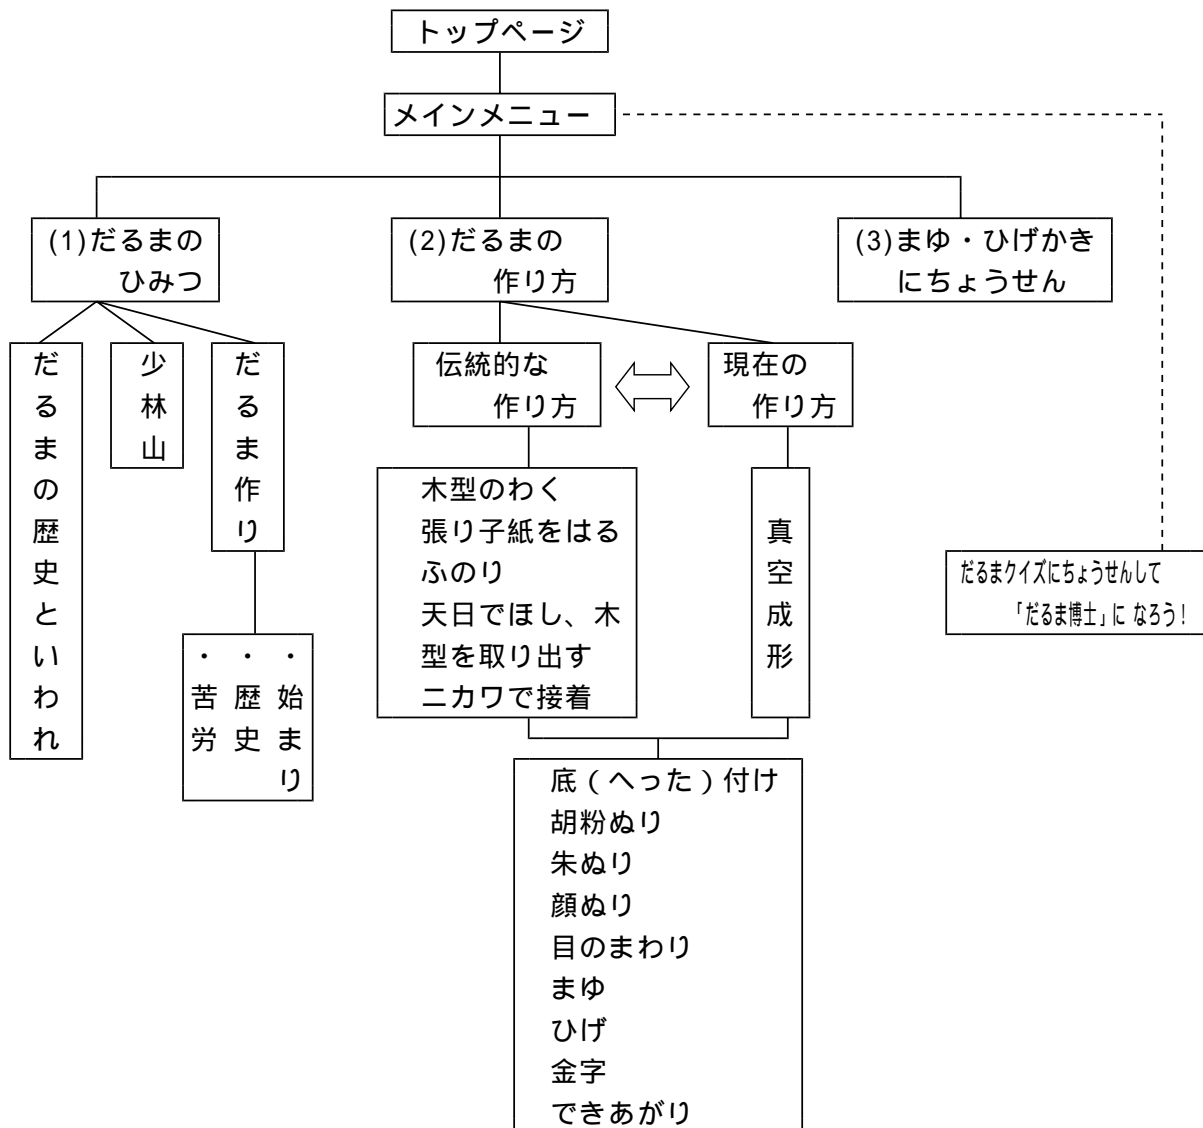 トップページ
メインメニュー
(1)だるまの
ひみつ
(2)だるまの
作り方
(3)まゆ・ひげかき
にちょうせん
だるまの歴史といわれ
少林山
だるま作り
・始まり
・歴史
・苦労
伝統的な
作り方
現在の
作り方
木型のわく
張り子紙をはる
ふのり
天日でほし、木
型を取り出す
ニカワで接着
真空成形
だるまクイズにちょうせんして
「だるま博士」に なろう!
底(へった)付け
胡粉ぬり
朱ぬり
顔ぬり
目のまわり
まゆ
ひげ
金字
できあがり